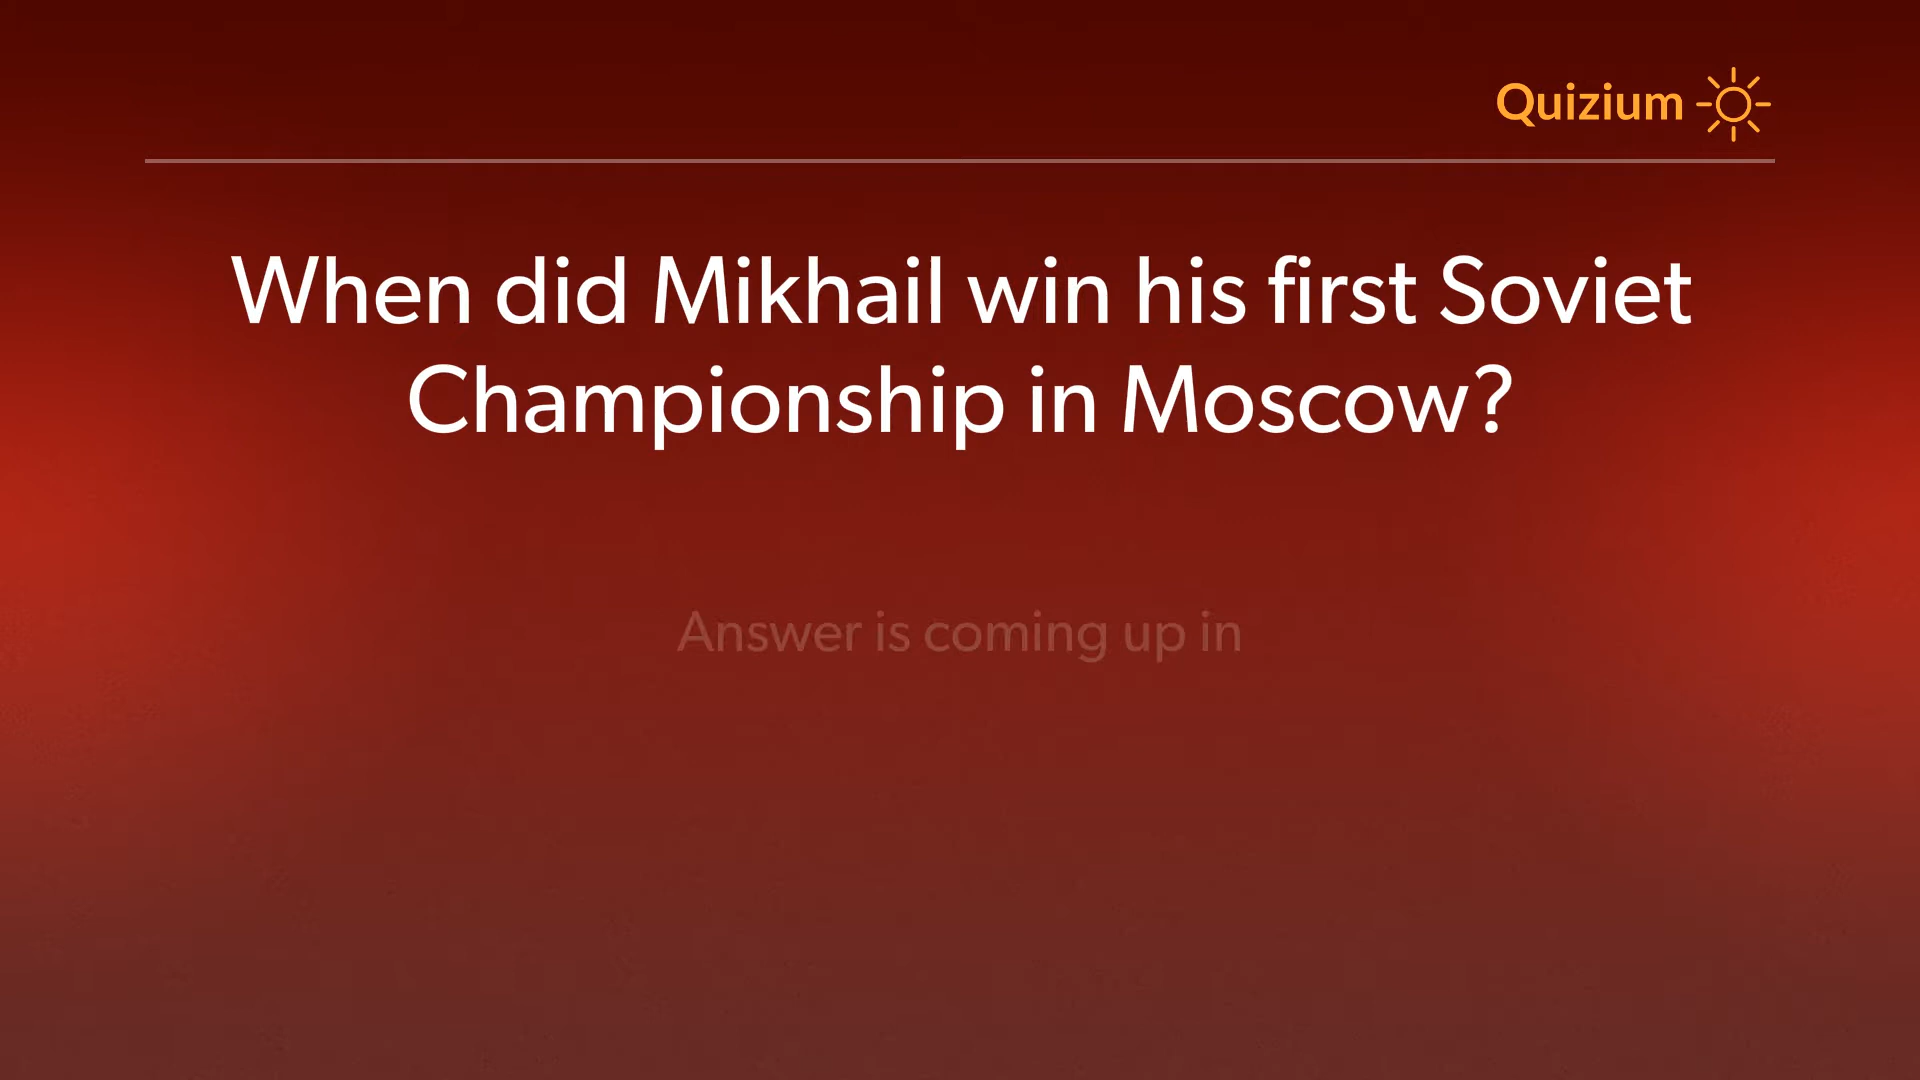 Quizium
When did Mikhail win his first Soviet
Championship in Moscow?
Answer is coming up in